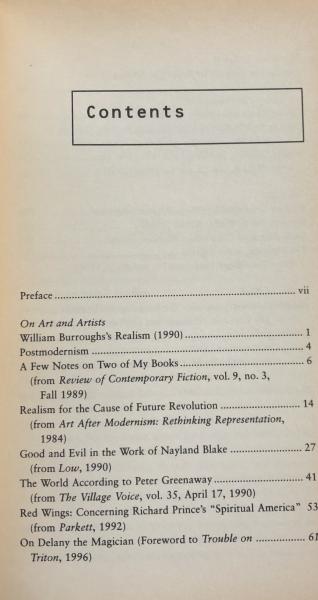 Contents
Preface ................................................................ vii
On Art and Artists
William Burroughs's Realism (1990) ........................................ 1
Postmodernism ........................................................ 4
A Few Notes on Two of My Books .................................... 6
(from Review of Contemporary Fiction, vol. 9, no. 3,
Fall 1989)
Realism for the Cause of Future Revolution ...................... 14
(from Art After Modernism: Rethinking Representation,
1984)
Good and Evil in the Work of Nayland Blake .................... 27
(from Low, 1990)
The World According to Peter Greenaway ........................ 41
(from The Village Voice, vol. 35, April 17, 1990)
Red Wings: Concerning Richard Prince's "Spiritual America" 53
(from Parkett, 1992)
On Delany the Magician (Foreword to Trouble on .................. 61
Triton, 1996)